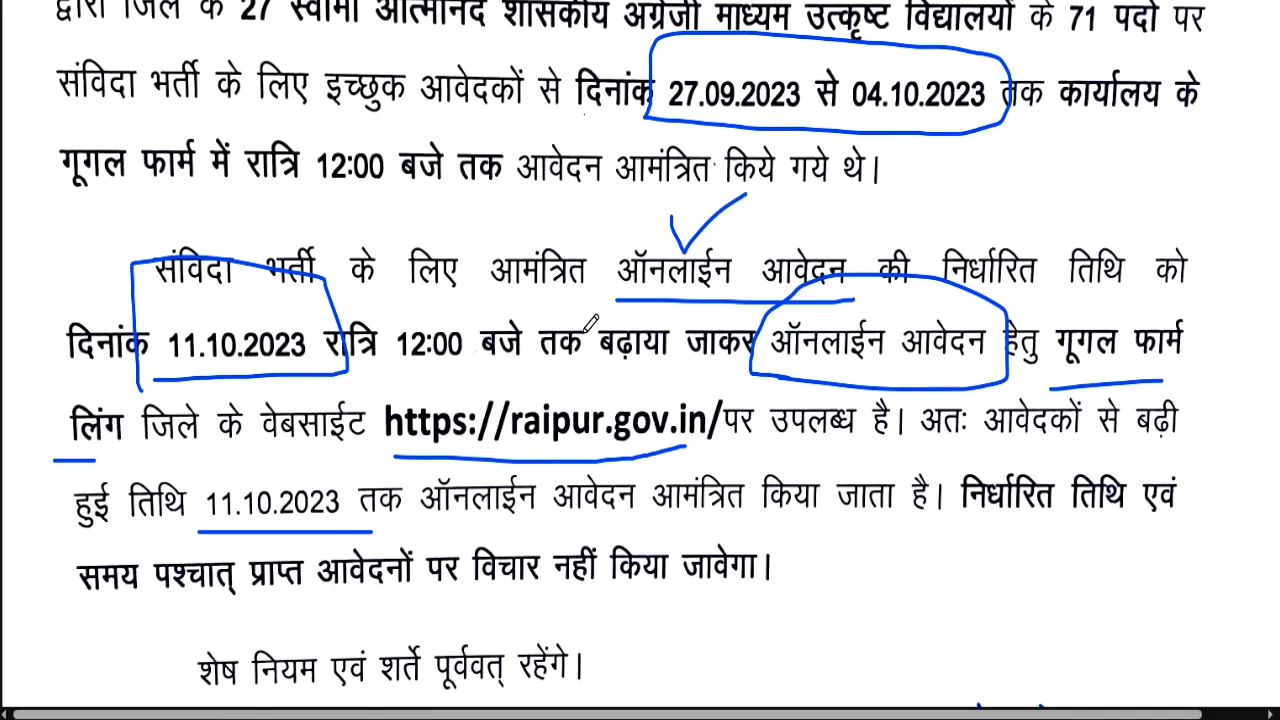 द्वारा जिले के 27 स्वामी आत्मानंद शासकीय अंग्रेजी माध्यम उत्कृष्ट विद्यालयों के 71 पदों पर
संविदा भर्ती के लिए इच्छुक आवेदकों से दिनांक 27.09.2023 से 04.10.2023 तक कार्यालय के
गूगल फार्म में रात्रि 12:00 बजे तक आवेदन आमंत्रित किये गये थे।
संविदा भर्ती के लिए आमंत्रित ऑनलाईन आवेदन की निर्धारित तिथि को
दिनांक 11.10.2023 रात्रि 12:00 बजे तक बढ़ाया जाकर ऑनलाईन आवेदन हेतु गूगल फार्म
लिंग जिले के वेबसाईट https://raipur.gov.in/पर उपलब्ध है। अतः आवेदकों से बढ़ी
हुई तिथि 11.10.2023 तक ऑनलाईन आवेदन आमंत्रित किया जाता है। निर्धारित तिथि एवं
समय पश्चात् प्राप्त आवेदनों पर विचार नहीं किया जावेगा।
शेष नियम एवं शर्ते पूर्ववत् रहेंगे।